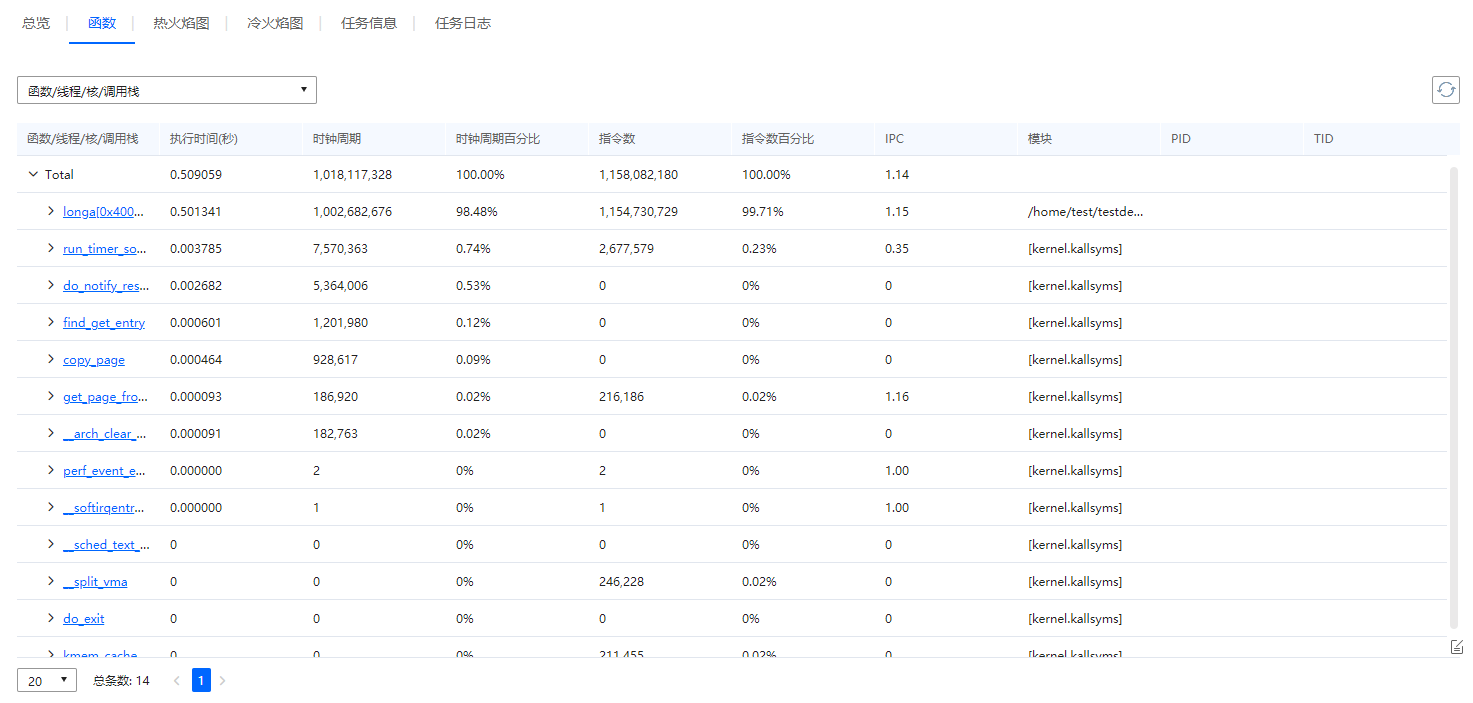 总览 函数 热火焰图 冷火焰图 任务信息 任务日志
函数/线程/核/调用栈
函数/线程/核/调用栈 执行时间(秒) 时钟周期 时钟周期百分比 指令数 指令数百分比 IPC 模块 PID TID
Total 0.509059 1,018,117,328 100.00% 1,158,082,180 100.00% 1.14
longa[0x400... 0.501341 1,002,682,676 98.48% 1,154,730,729 99.71% 1.15 /home/test/testde...
run_timer_so... 0.003785 7,570,363 0.74% 2,677,579 0.23% 0.35 [kernel.kallsyms]
do_notify_res... 0.002682 5,364,006 0.53% 0 0% 0 [kernel.kallsyms]
find_get_entry 0.000601 1,201,980 0.12% 0 0% 0 [kernel.kallsyms]
copy_page 0.000464 928,617 0.09% 0 0% 0 [kernel.kallsyms]
get_page_fro... 0.000093 186,920 0.02% 216,186 0.02% 1.16 [kernel.kallsyms]
__arch_clear_... 0.000091 182,763 0.02% 0 0% 0 [kernel.kallsyms]
perf_event_e... 0.000000 2 0% 2 0% 1.00 [kernel.kallsyms]
__softirqentr... 0.000000 1 0% 1 0% 1.00 [kernel.kallsyms]
__sched_text_... 0 0 0% 0 0% 0 [kernel.kallsyms]
__split_vma 0 0 0% 246,228 0.02% 0 [kernel.kallsyms]
do_exit 0 0 0% 0 0% 0 [kernel.kallsyms]
kmem_cache_ 0 0 0% 211,455 0.02% 0 [kernel.kallsyms]
20 总条数: 14 < 1 >